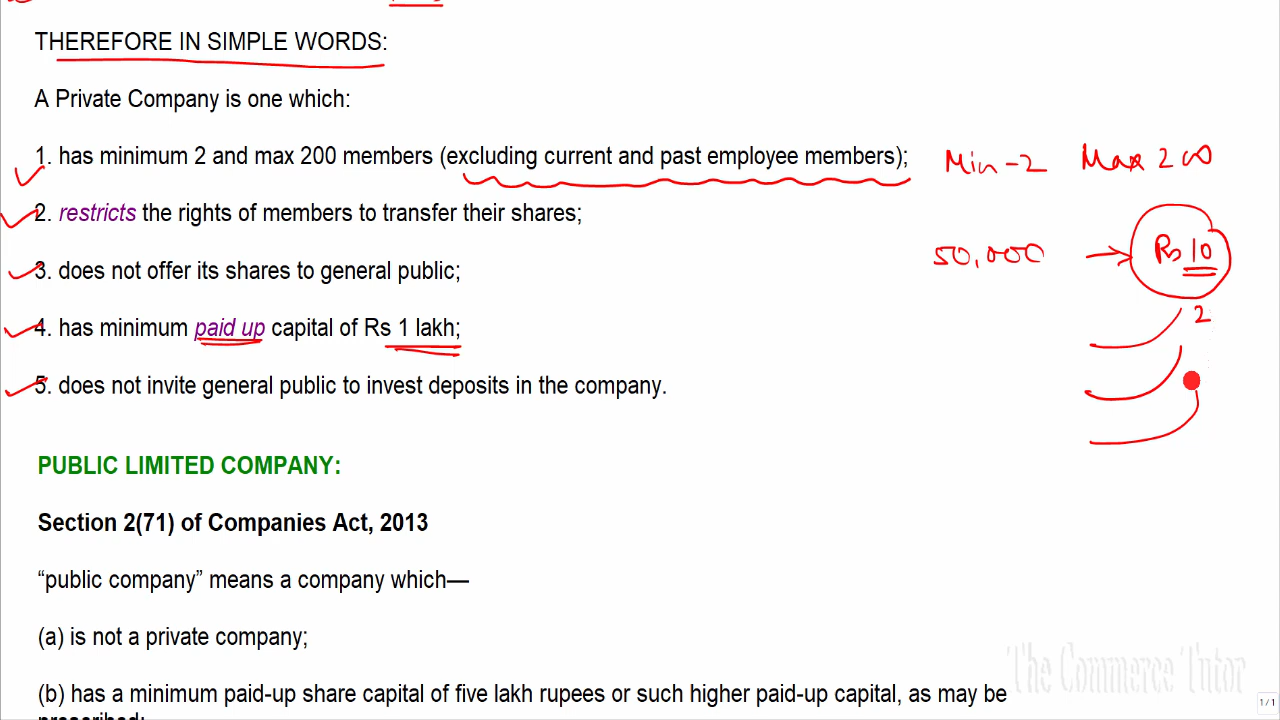 THEREFORE IN SIMPLE WORDS:
A Private Company is one which:
1. has minimum 2 and max 200 members (excluding current and past employee members); Min-2 Max 200
2. restricts the rights of members to transfer their shares;
50,000 → Rs 10
3. does not offer its shares to general public;
2
4. has minimum paid up capital of Rs 1 lakh;
5. does not invite general public to invest deposits in the company.
PUBLIC LIMITED COMPANY:
Section 2(71) of Companies Act, 2013
“public company” means a company which—
(a) is not a private company;
(b) has a minimum paid-up share capital of five lakh rupees or such higher paid-up capital, as may be
prescribed;
The Commerce Tutor
1/1